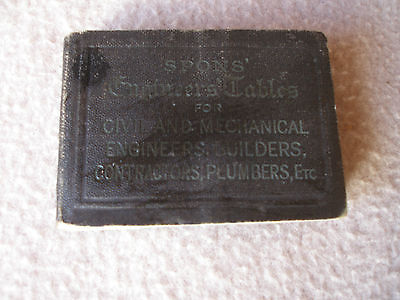 SPONS'
Engineers' Tables
FOR
CIVIL AND MECHANICAL
ENGINEERS, BUILDERS,
CONTRACTORS, PLUMBERS, ETC